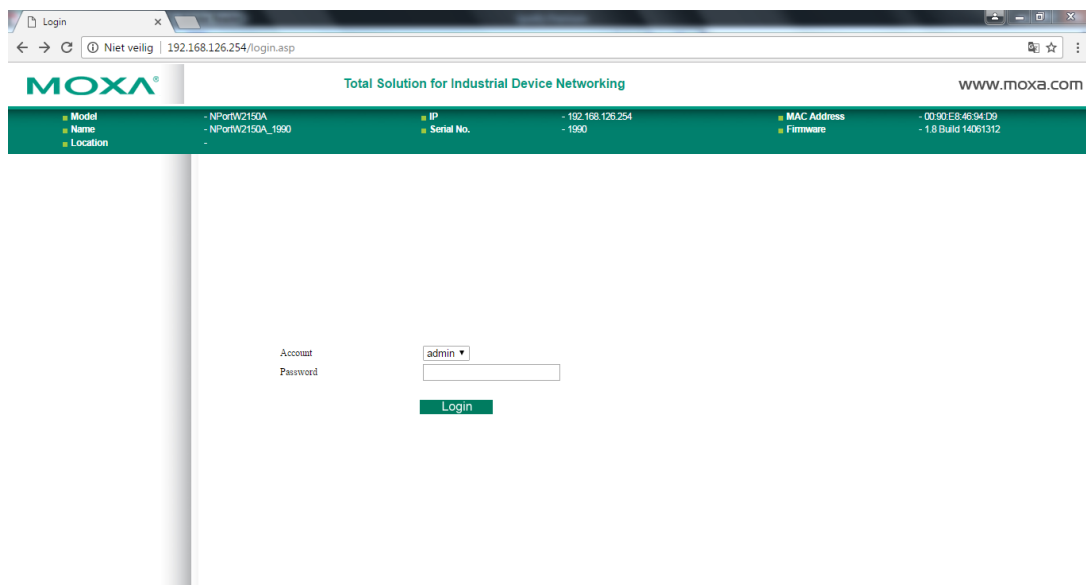 Login
Niet veilig | 192.168.126.254/login.asp
MOXA® Total Solution for Industrial Device Networking www.moxa.com
Model - NPortW2150A IP - 192.168.126.254 MAC Address - 00:90:E8:46:94:D9
Name - NPortW2150A_1990 Serial No. - 1990 Firmware - 1.8 Build 14061312
Location -
Account admin
Password
Login